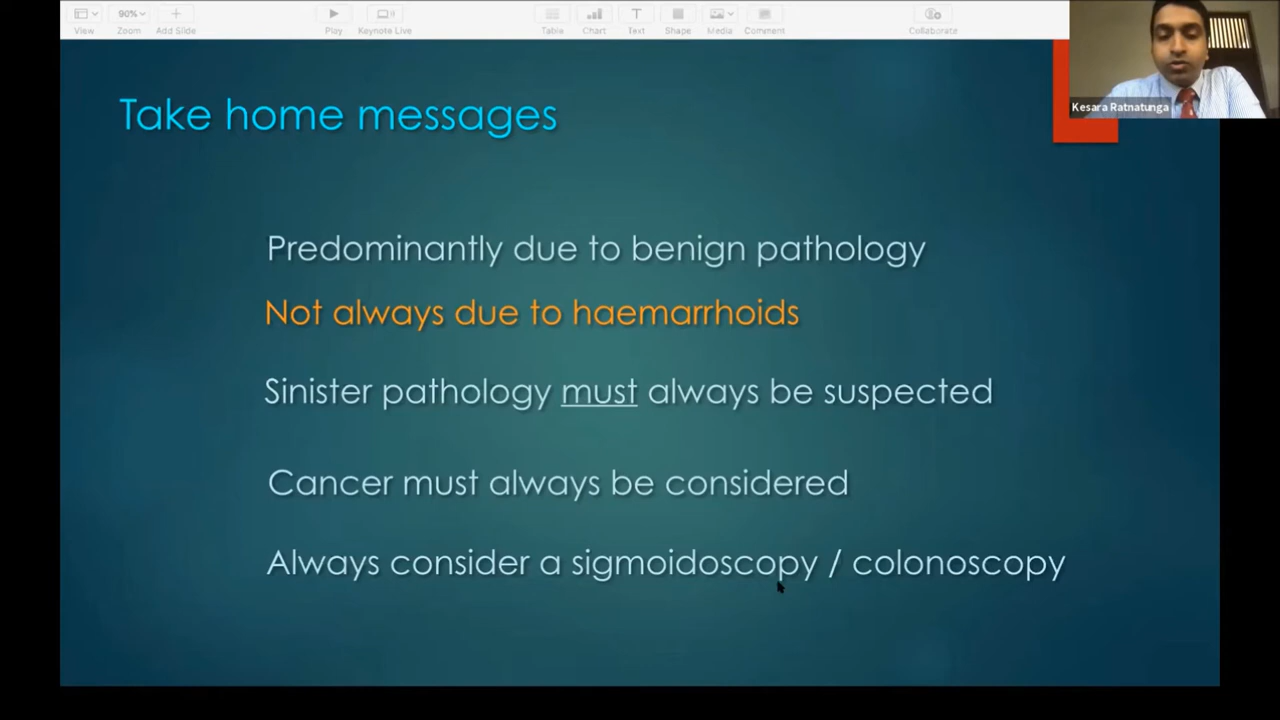 View
90%
Zoom
Add Slide
Play
Keynote Live
Table
Chart
T
Text
Shape
Media
Comment
Collaborate
Kesara Ratnatunga
Take home messages
Predominantly due to benign pathology
Not always due to haemarrhoids
Sinister pathology must always be suspected
Cancer must always be considered
Always consider a sigmoidoscopy / colonoscopy